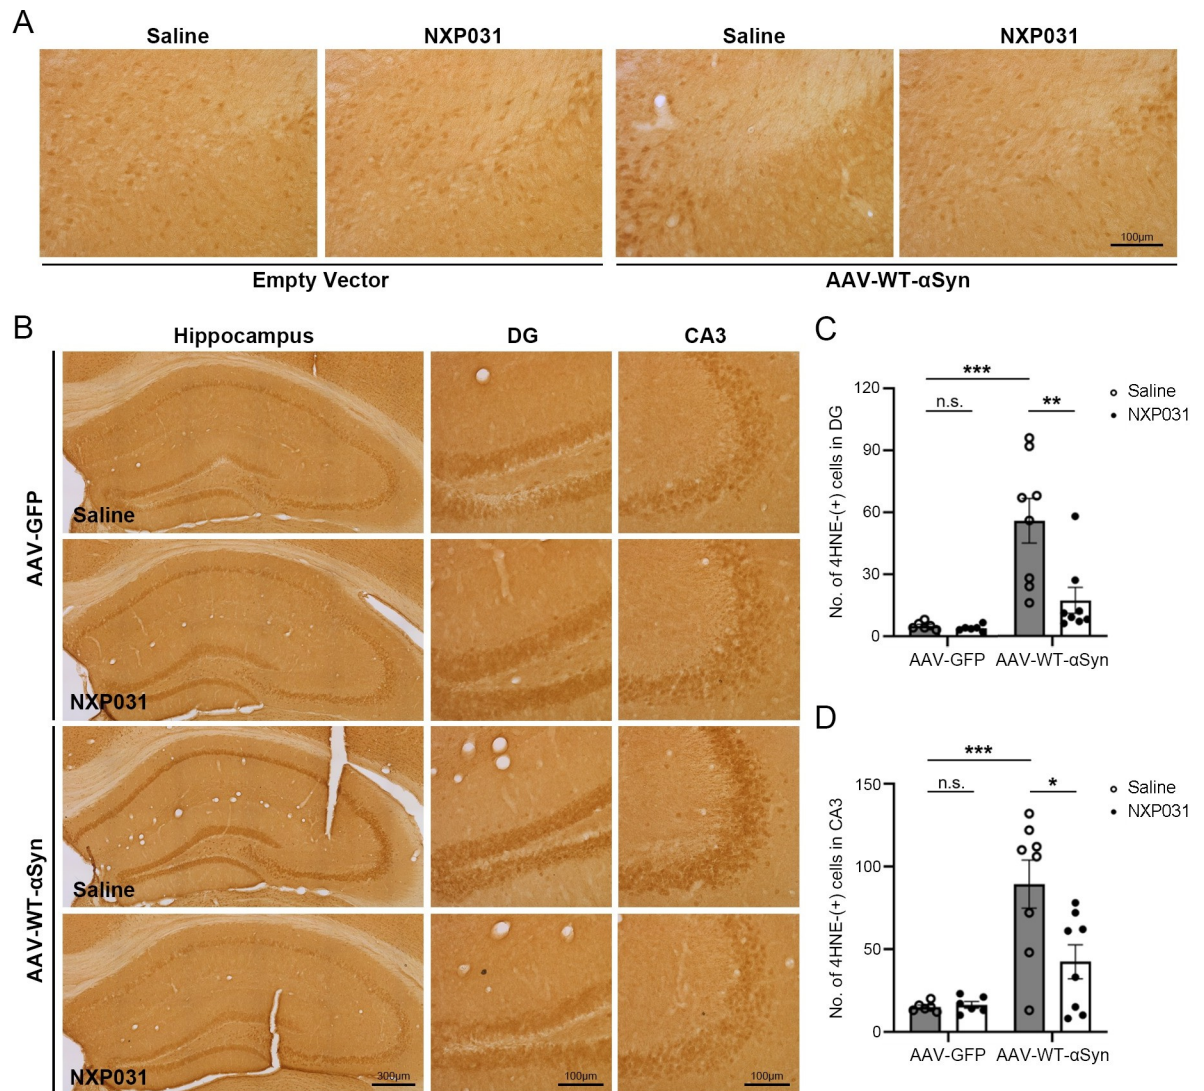 A
Saline
NXP031
Saline
NXP031
100μm
Empty Vector
AAV-WT-αSyn
B
Hippocampus
DG
CA3
AAV-GFP
Saline
NXP031
AAV-WT-αSyn
Saline
NXP031
300μm
100μm
100μm
C
No. of 4HNE-(+) cells in DG
120
90
60
30
0
***
n.s.
**
Saline
NXP031
AAV-GFP
AAV-WT-αSyn
D
No. of 4HNE-(+) cells in CA3
150
100
50
0
***
n.s.
*
Saline
NXP031
AAV-GFP
AAV-WT-αSyn